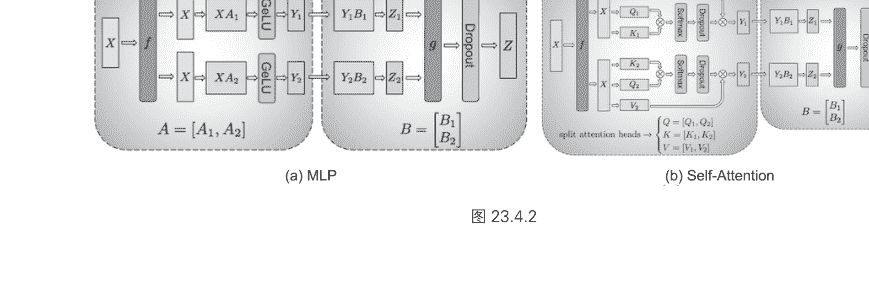 X f X XA₁ GeLU Y₁ Y₁B₁ Z₁ g Dropout Z
X XA₂ GeLU Y₂ Y₂B₂ Z₂
A = [A₁, A₂]
B = [B₁
B₂]
(a) MLP
X f X Q₁ K₁ Softmax Dropout Y₁ Y₁B₁ Z₁ g
X K₂ Q₂ V₂ Softmax Dropout Y₂ Y₂B₂ Z₂
split attention heads → { Q = [Q₁, Q₂]
K = [K₁, K₂]
V = [V₁, V₂]
B = [B₁
B₂]
(b) Self-Attention
图 23.4.2